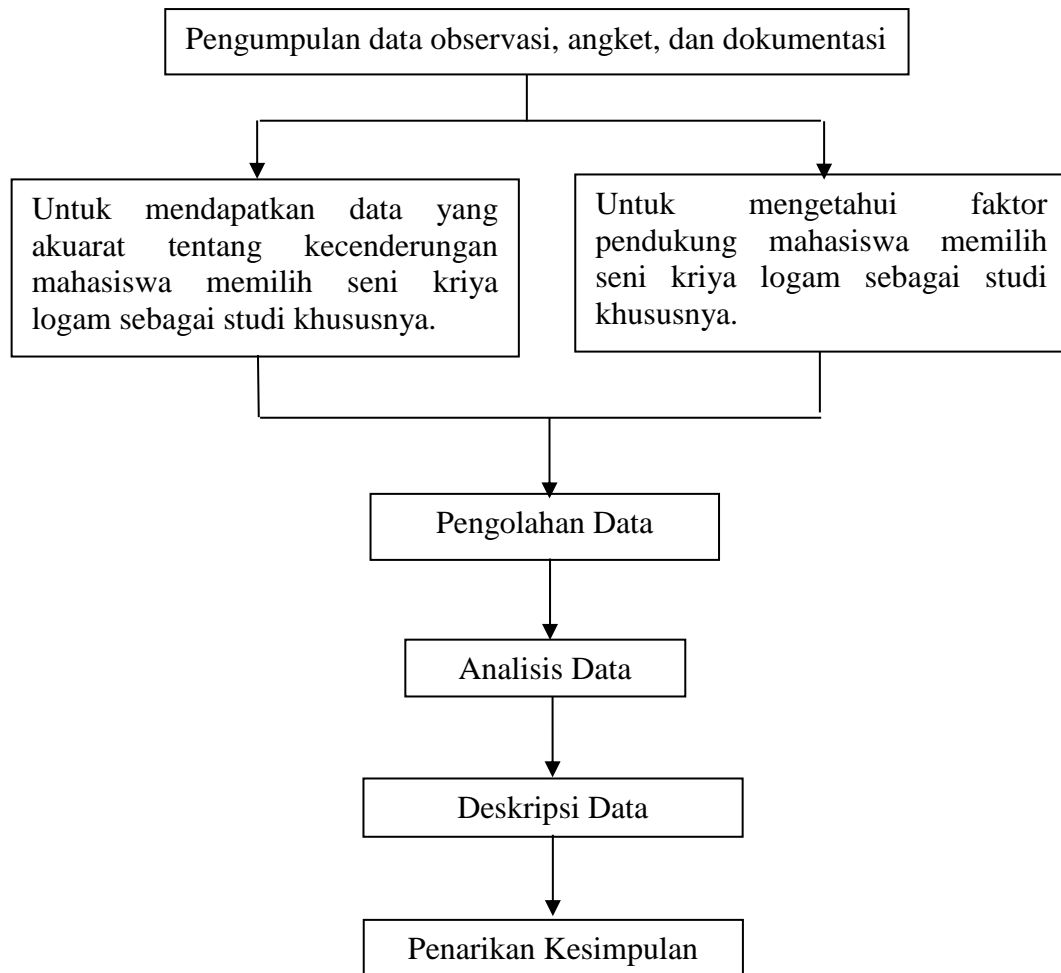 Pengumpulan data observasi, angket, dan dokumentasi
Untuk mendapatkan data yang
akuarat tentang kecenderungan
mahasiswa memilih seni kriya
logam sebagai studi khususnya.
Untuk mengetahui faktor
pendukung mahasiswa memilih
seni kriya logam sebagai studi
khususnya.
Pengolahan Data
Analisis Data
Deskripsi Data
Penarikan Kesimpulan